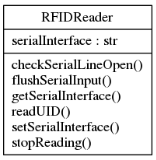 RFIDReader
serialInterface : str
checkSerialLineOpen()
flushSerialInput()
getSerialInterface()
readUID()
setSerialInterface()
stopReading()